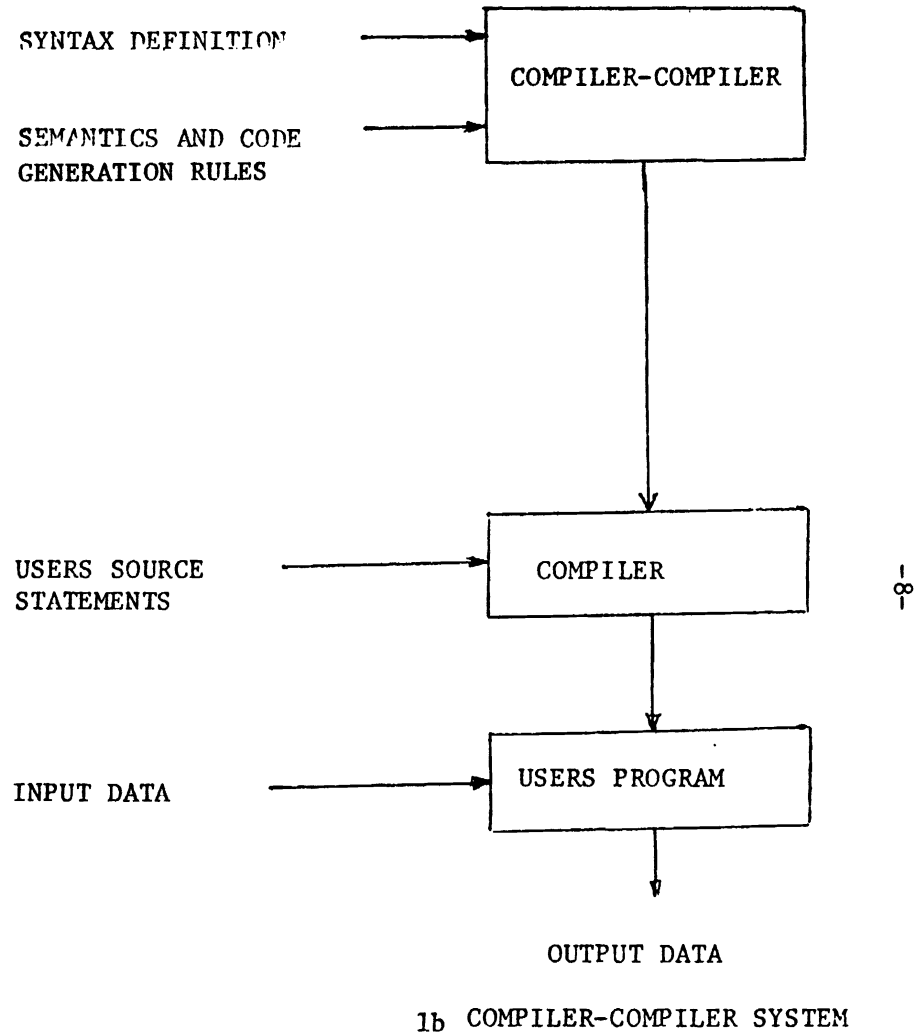 SYNTAX DEFINITION
COMPILER-COMPILER
SEMANTICS AND CODE
GENERATION RULES
USERS SOURCE
STATEMENTS
COMPILER
-8-
INPUT DATA
USERS PROGRAM
OUTPUT DATA
1b COMPILER-COMPILER SYSTEM